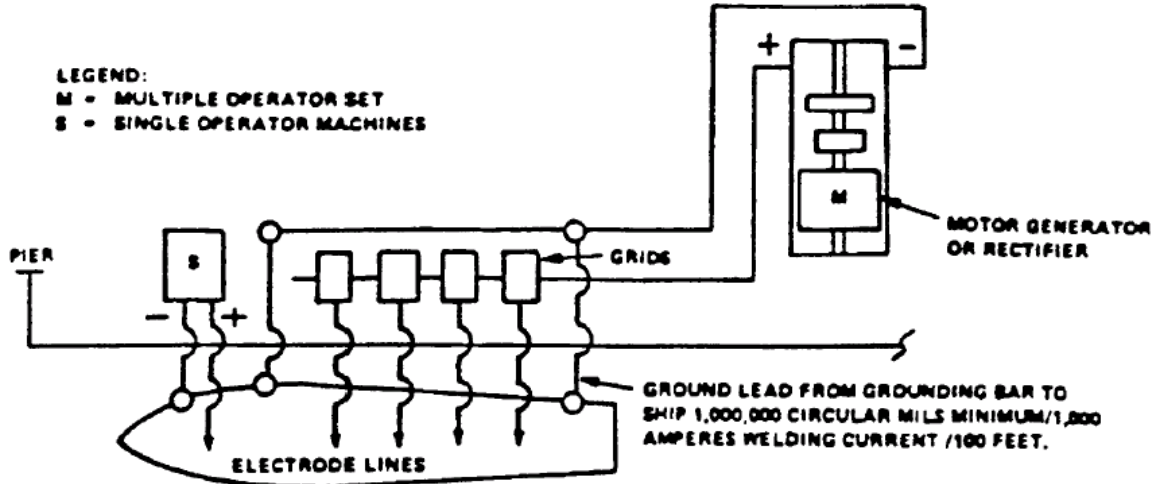 LEGEND:
M = MULTIPLE OPERATOR SET
S = SINGLE OPERATOR MACHINES
+ -
M
MOTOR GENERATOR
OR RECTIFIER
PIER
S
GRIDS
- +
GROUND LEAD FROM GROUNDING BAR TO
SHIP 1,000,000 CIRCULAR MILS MINIMUM/1,000
AMPERES WELDING CURRENT /100 FEET.
ELECTRODE LINES